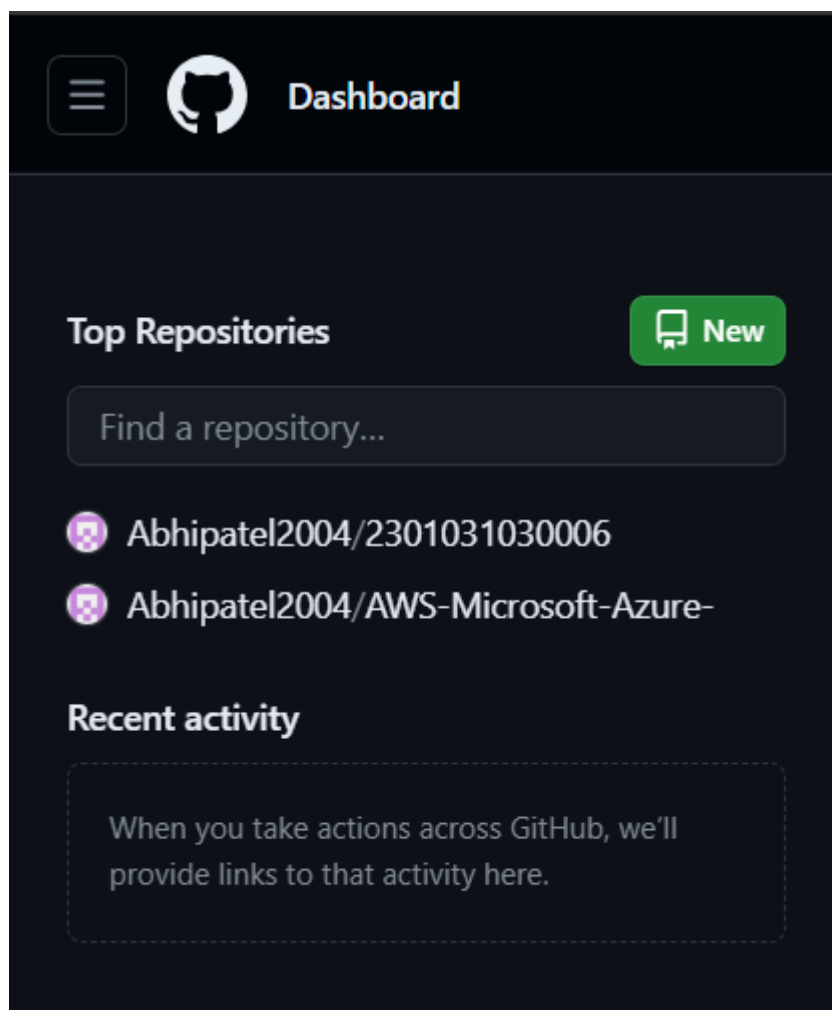 Dashboard
Top Repositories
New
Find a repository...
Abhipatel2004/2301031030006
Abhipatel2004/AWS-Microsoft-Azure-
Recent activity
When you take actions across GitHub, we’ll
provide links to that activity here.